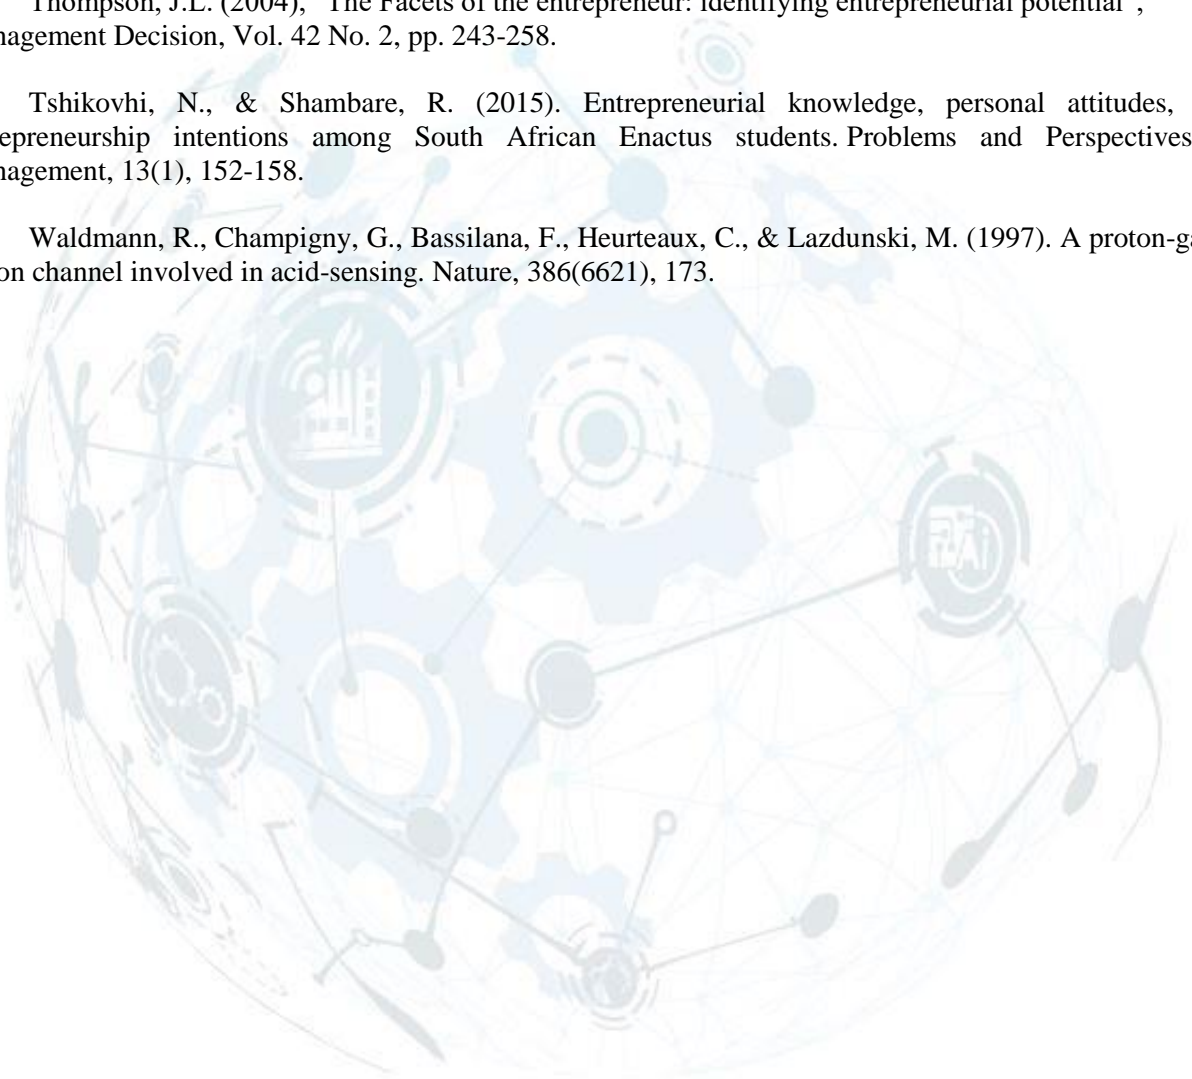 Thompson, J.L. (2004), "The Facets of the entrepreneur: identifying entrepreneurial potential",
nagement Decision, Vol. 42 No. 2, pp. 243-258.
Tshikovhi, N., & Shambare, R. (2015). Entrepreneurial knowledge, personal attitudes,
epreneurship intentions among South African Enactus students. Problems and Perspectives
nagement, 13(1), 152-158.
Waldmann, R., Champigny, G., Bassilana, F., Heurteaux, C., & Lazdunski, M. (1997). A proton-ga
on channel involved in acid-sensing. Nature, 386(6621), 173.